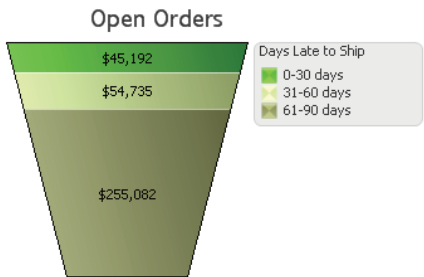 Open Orders
$45,192
$54,735
$255,082
Days Late to Ship
0-30 days
31-60 days
61-90 days